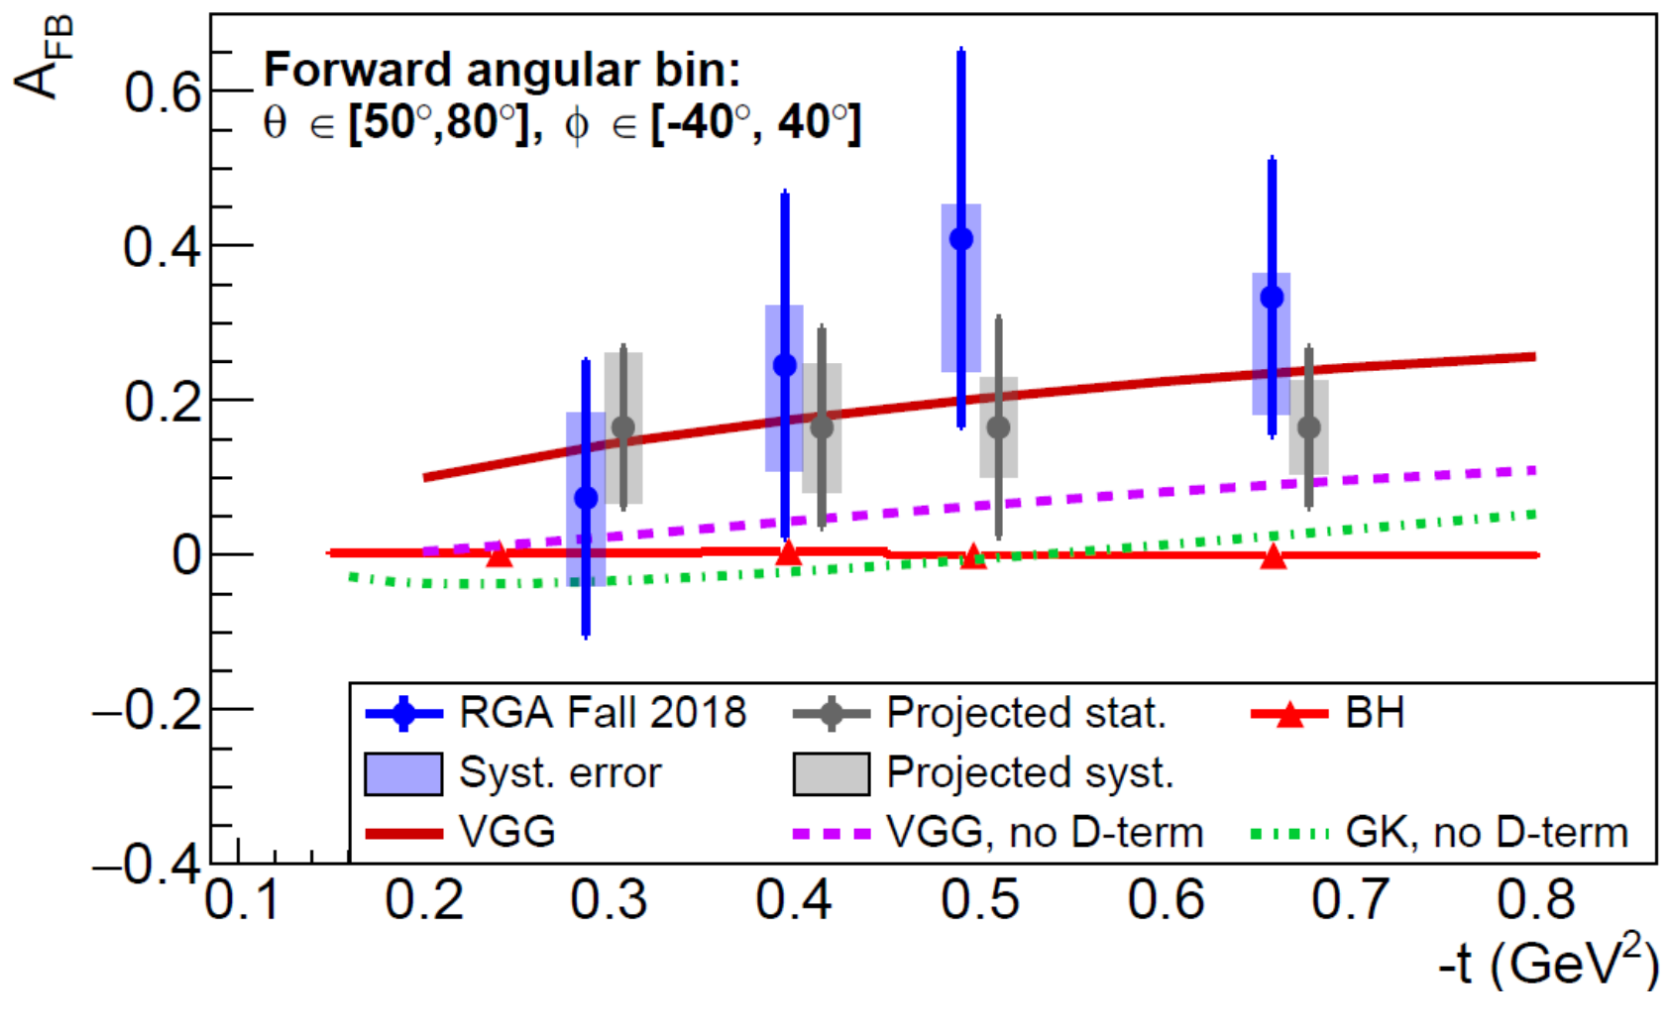 A_FB
Forward angular bin:
θ ∈ [50°,80°], ϕ ∈ [-40°, 40°]
0.6
0.4
0.2
0
−0.2
−0.4
RGA Fall 2018 Projected stat. BH
Syst. error Projected syst.
VGG VGG, no D-term GK, no D-term
0.1 0.2 0.3 0.4 0.5 0.6 0.7 0.8
-t (GeV²)